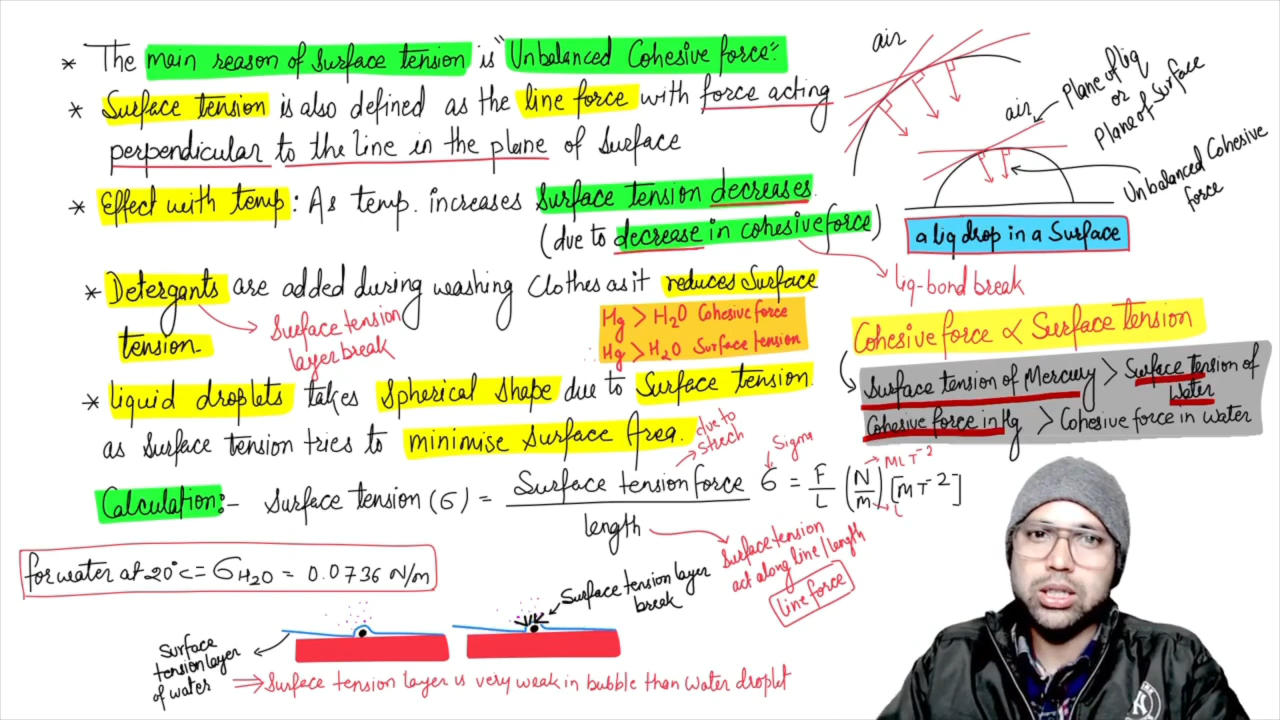 * The main reason of surface tension is "Unbalanced Cohesive force".
* Surface tension is also defined as the line force with force acting
perpendicular to the line in the plane of surface
* Effect with temp: As temp. increases surface tension decreases.
(due to decrease in cohesive force)
liq-bond break
* Detergants are added during washing clothes as it reduces surface
tension.
Surface tension
layer break
Hg > H2O Cohesive force
Hg > H2O Surface tension
* liquid droplets takes spherical shape due to surface tension.
as surface tension tries to minimise surface Area.
due to
strech
Calculation:- Surface tension (σ) = Surface tension force
length
Sigma
σ = F/L (N/m) [MT-2]
MLT-2
L
Surface tension
act along line/length
line force
for water at 20°c = σH2O = 0.0736 N/m
Surface tension layer
break
Surface
tension layer
of water
⇒ Surface tension layer is very weak in bubble than water droplet
air
air
Plane of liq
or
Plane of surface
Unbalanced Cohesive
force
a liq drop in a surface
Cohesive force ∝ Surface tension
Surface tension of Mercury > Surface tension of
water
Cohesive force in Hg > Cohesive force in water